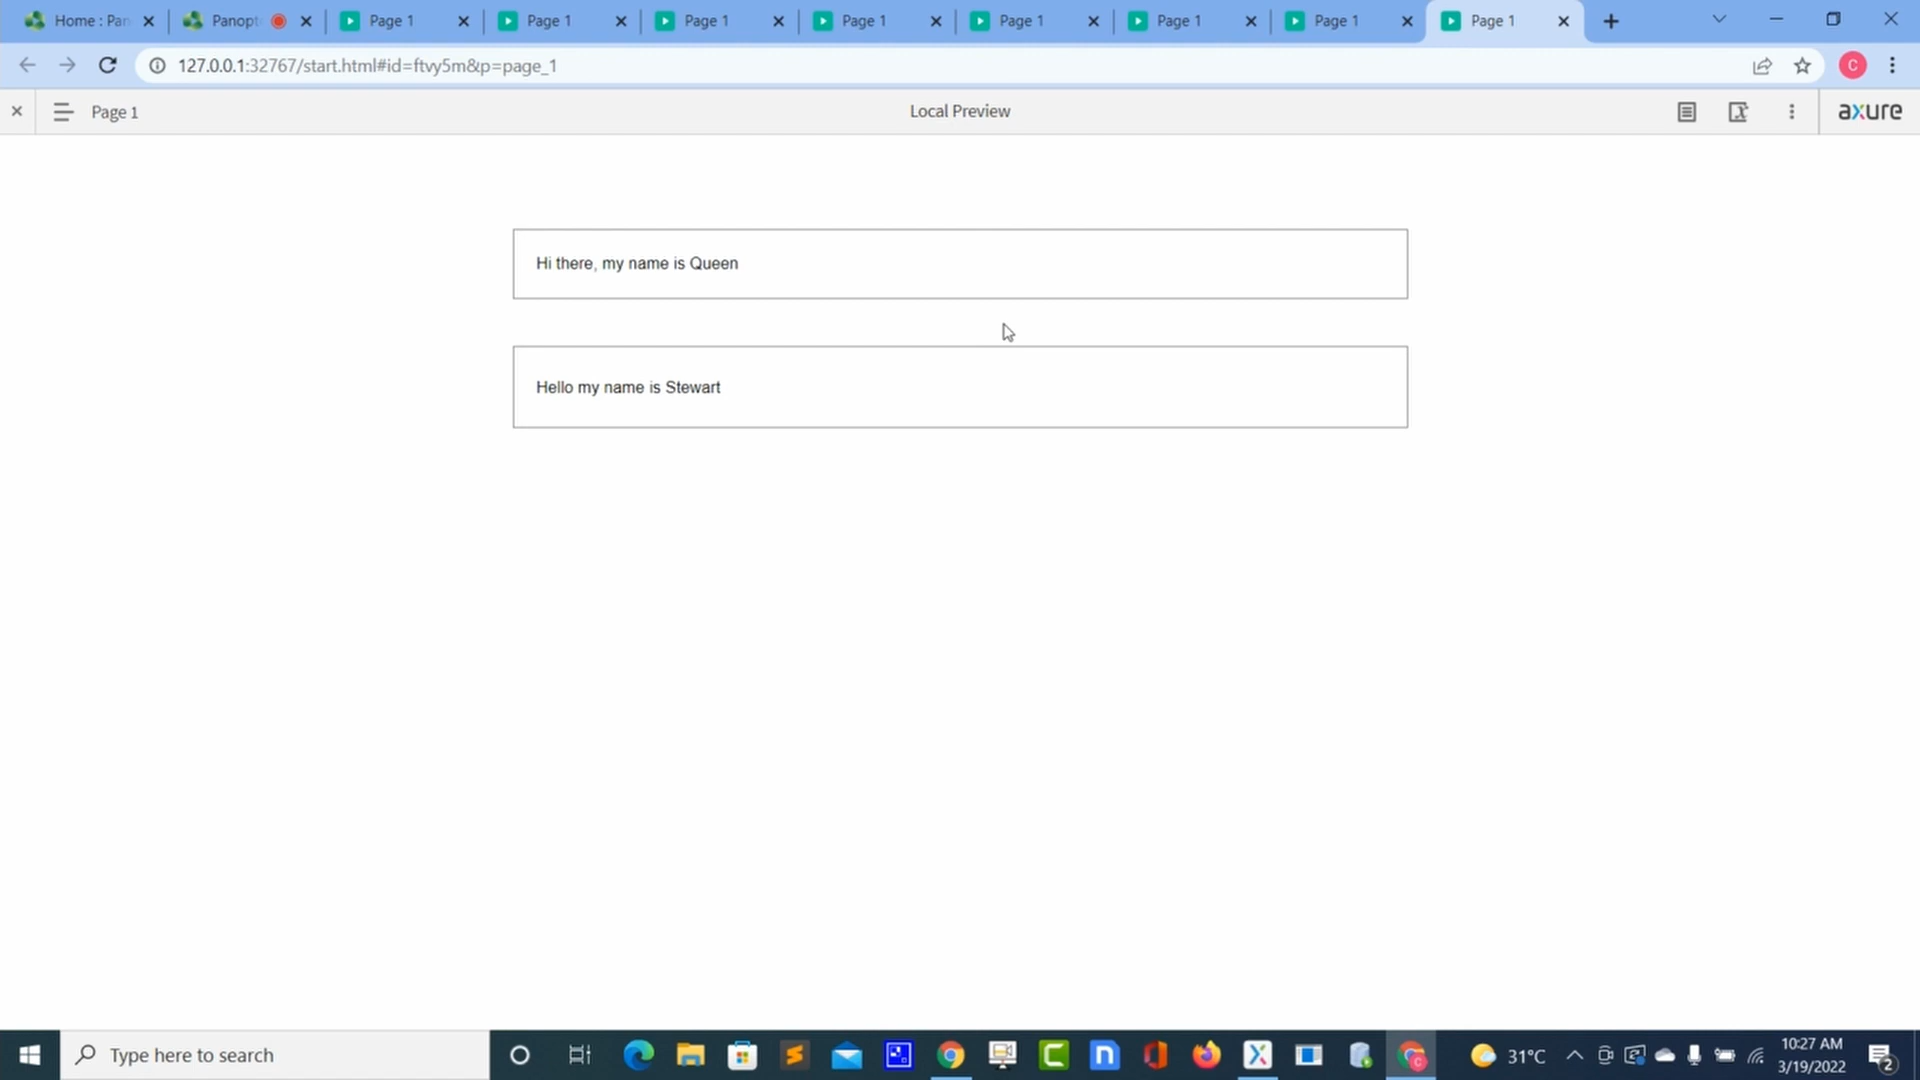 Home : Pan
Panopt
Page 1
Page 1
Page 1
Page 1
Page 1
Page 1
Page 1
Page 1
127.0.0.1:32767/start.html#id=ftvy5m&p=page_1
C
Page 1
Local Preview
axure
Hi there, my name is Queen
Hello my name is Stewart
Type here to search
31°C
10:27 AM
3/19/2022
2